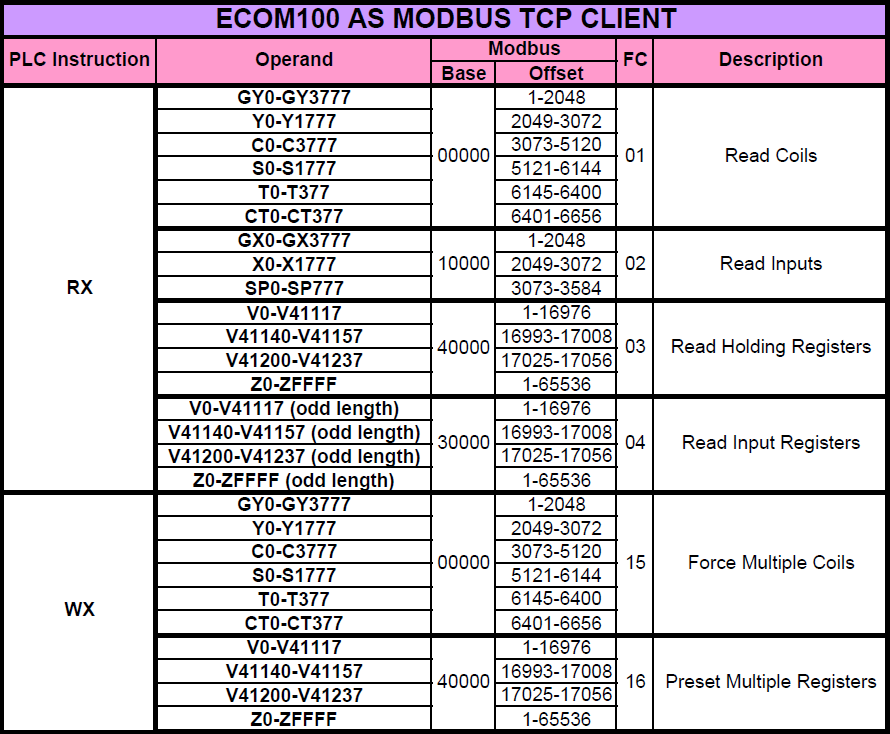 ECOM100 AS MODBUS TCP CLIENT
PLC Instruction Operand Modbus FC Description
Base Offset
RX
GY0-GY3777 00000 1-2048 01 Read Coils
Y0-Y1777 2049-3072
C0-C3777 3073-5120
S0-S1777 5121-6144
T0-T377 6145-6400
CT0-CT377 6401-6656
GX0-GX3777 10000 1-2048 02 Read Inputs
X0-X1777 2049-3072
SP0-SP777 3073-3584
V0-V41117 40000 1-16976 03 Read Holding Registers
V41140-V41157 16993-17008
V41200-V41237 17025-17056
Z0-ZFFFF 1-65536
V0-V41117 (odd length) 30000 1-16976 04 Read Input Registers
V41140-V41157 (odd length) 16993-17008
V41200-V41237 (odd length) 17025-17056
Z0-ZFFFF (odd length) 1-65536
WX
GY0-GY3777 00000 1-2048 15 Force Multiple Coils
Y0-Y1777 2049-3072
C0-C3777 3073-5120
S0-S1777 5121-6144
T0-T377 6145-6400
CT0-CT377 6401-6656
V0-V41117 40000 1-16976 16 Preset Multiple Registers
V41140-V41157 16993-17008
V41200-V41237 17025-17056
Z0-ZFFFF 1-65536